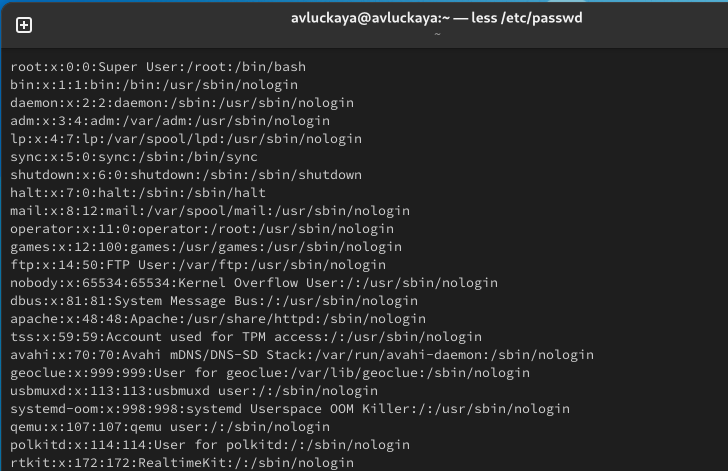 avluckaya@avluckaya:~ — less /etc/passwd
~
root:x:0:0:Super User:/root:/bin/bash
bin:x:1:1:bin:/bin:/usr/sbin/nologin
daemon:x:2:2:daemon:/sbin:/usr/sbin/nologin
adm:x:3:4:adm:/var/adm:/usr/sbin/nologin
lp:x:4:7:lp:/var/spool/lpd:/usr/sbin/nologin
sync:x:5:0:sync:/sbin:/bin/sync
shutdown:x:6:0:shutdown:/sbin:/sbin/shutdown
halt:x:7:0:halt:/sbin:/sbin/halt
mail:x:8:12:mail:/var/spool/mail:/usr/sbin/nologin
operator:x:11:0:operator:/root:/usr/sbin/nologin
games:x:12:100:games:/usr/games:/usr/sbin/nologin
ftp:x:14:50:FTP User:/var/ftp:/usr/sbin/nologin
nobody:x:65534:65534:Kernel Overflow User:/:/usr/sbin/nologin
dbus:x:81:81:System Message Bus:/:/usr/sbin/nologin
apache:x:48:48:Apache:/usr/share/httpd:/sbin/nologin
tss:x:59:59:Account used for TPM access:/:/usr/sbin/nologin
avahi:x:70:70:Avahi mDNS/DNS-SD Stack:/var/run/avahi-daemon:/sbin/nologin
geoclue:x:999:999:User for geoclue:/var/lib/geoclue:/sbin/nologin
usbmuxd:x:113:113:usbmuxd user:/:/sbin/nologin
systemd-oom:x:998:998:systemd Userspace OOM Killer:/:/usr/sbin/nologin
qemu:x:107:107:qemu user:/:/sbin/nologin
polkitd:x:114:114:User for polkitd:/:/sbin/nologin
rtkit:x:172:172:RealtimeKit:/:/sbin/nologin